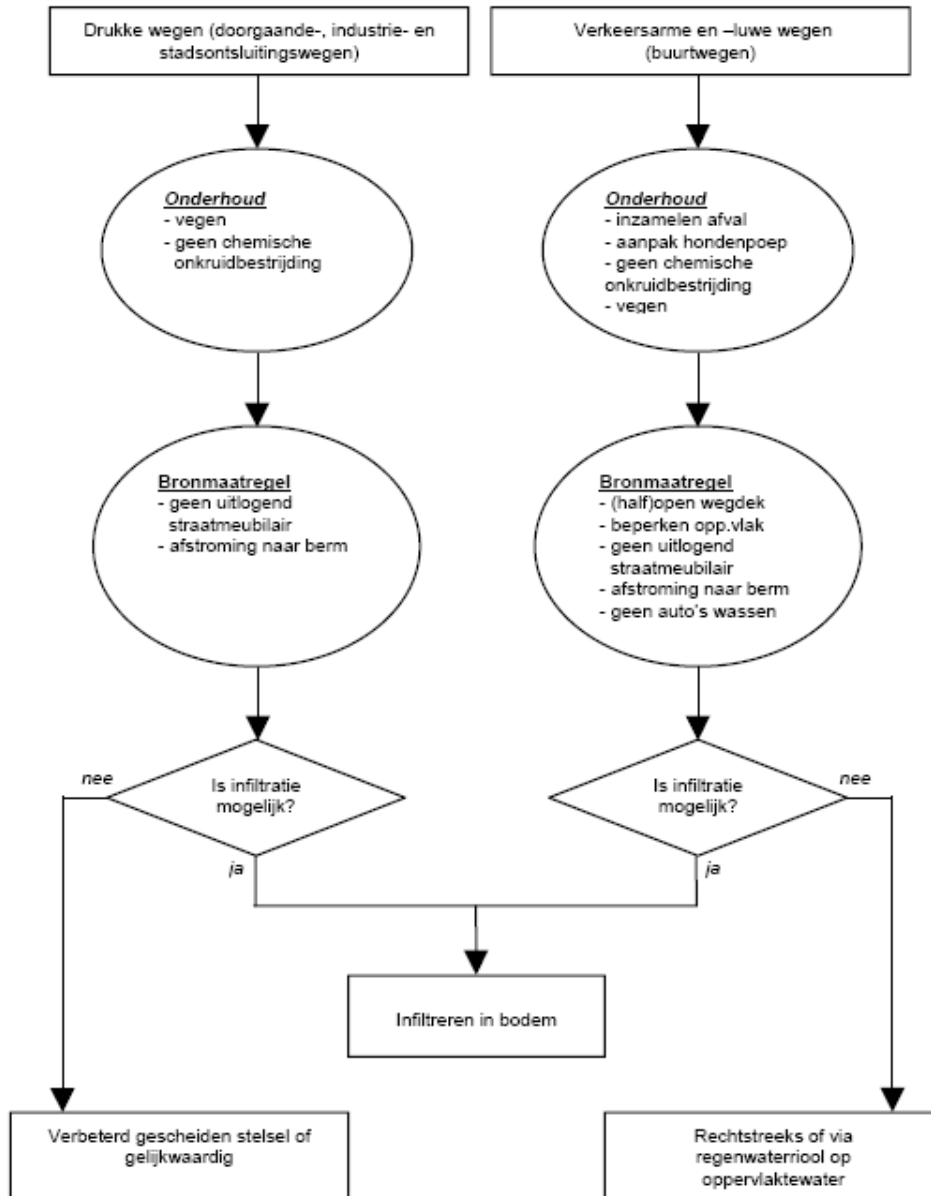 Drukke wegen (doorgaande-, industrie- en
stadsontsluitingswegen)
Verkeersarme en –luwe wegen
(buurtwegen)
Onderhoud
- vegen
- geen chemische
onkruidbestrijding
Onderhoud
- inzamelen afval
- aanpak hondenpoep
- geen chemische
onkruidbestrijding
- vegen
Bronmaatregel
- geen uitlogend
straatmeubilair
- afstroming naar berm
Bronmaatregel
- (half)open wegdek
- beperken opp.vlak
- geen uitlogend
straatmeubilair
- afstroming naar berm
- geen auto's wassen
nee
Is infiltratie
mogelijk?
ja
Is infiltratie
mogelijk?
nee
ja
Infiltreren in bodem
Verbeterd gescheiden stelsel of
gelijkwaardig
Rechtstreeks of via
regenwaterriool op
oppervlaktewater